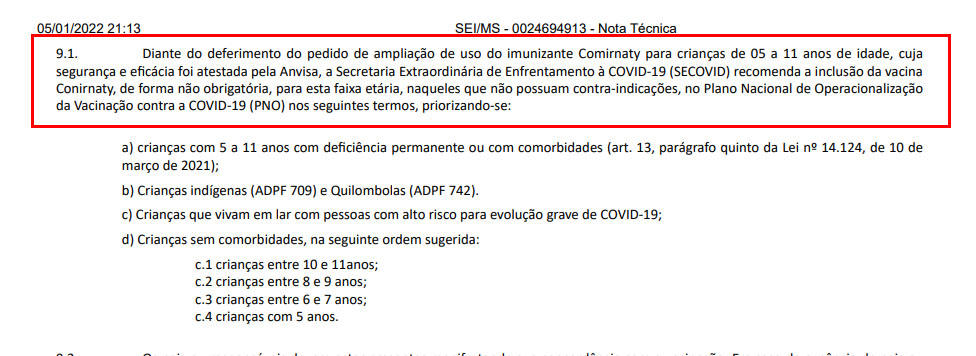 05/01/2022 21:13 SEI/MS - 0024694913 - Nota Técnica
9.1. Diante do deferimento do pedido de ampliação de uso do imunizante Comirnaty para crianças de 05 a 11 anos de idade, cuja
segurança e eficácia foi atestada pela Anvisa, a Secretaria Extraordinária de Enfrentamento à COVID-19 (SECOVID) recomenda a inclusão da vacina
Conirnaty, de forma não obrigatória, para esta faixa etária, naqueles que não possuam contra-indicações, no Plano Nacional de Operacionalização
da Vacinação contra a COVID-19 (PNO) nos seguintes termos, priorizando-se:
a) crianças com 5 a 11 anos com deficiência permanente ou com comorbidades (art. 13, parágrafo quinto da Lei nº 14.124, de 10 de
março de 2021);
b) Crianças indígenas (ADPF 709) e Quilombolas (ADPF 742).
c) Crianças que vivam em lar com pessoas com alto risco para evolução grave de COVID-19;
d) Crianças sem comorbidades, na seguinte ordem sugerida:
c.1 crianças entre 10 e 11anos;
c.2 crianças entre 8 e 9 anos;
c.3 crianças entre 6 e 7 anos;
c.4 crianças com 5 anos.